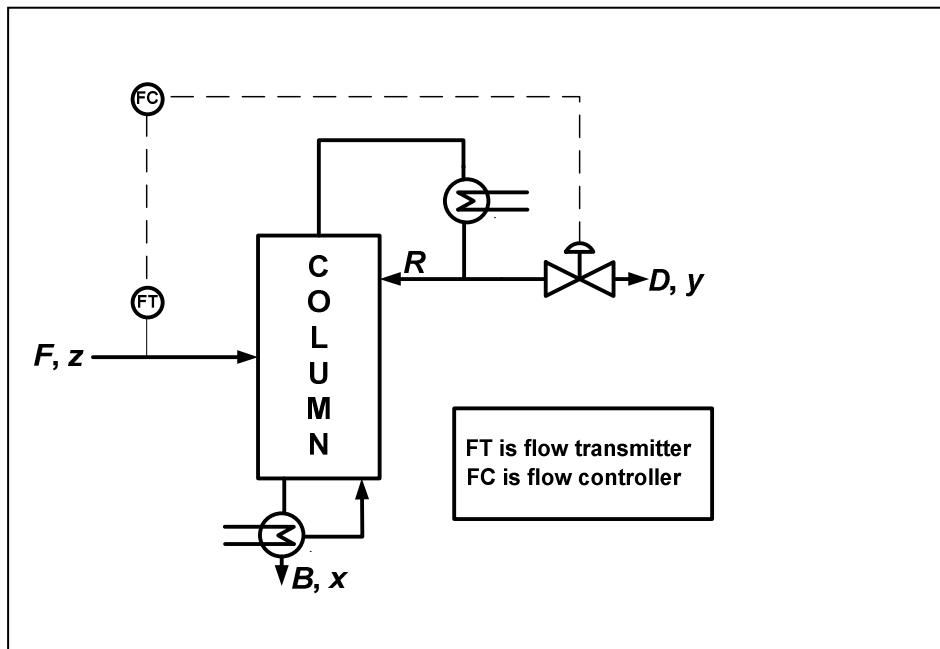 FC
R
D, y
FT
F, z
C
O
L
U
M
N
FT is flow transmitter
FC is flow controller
B, x